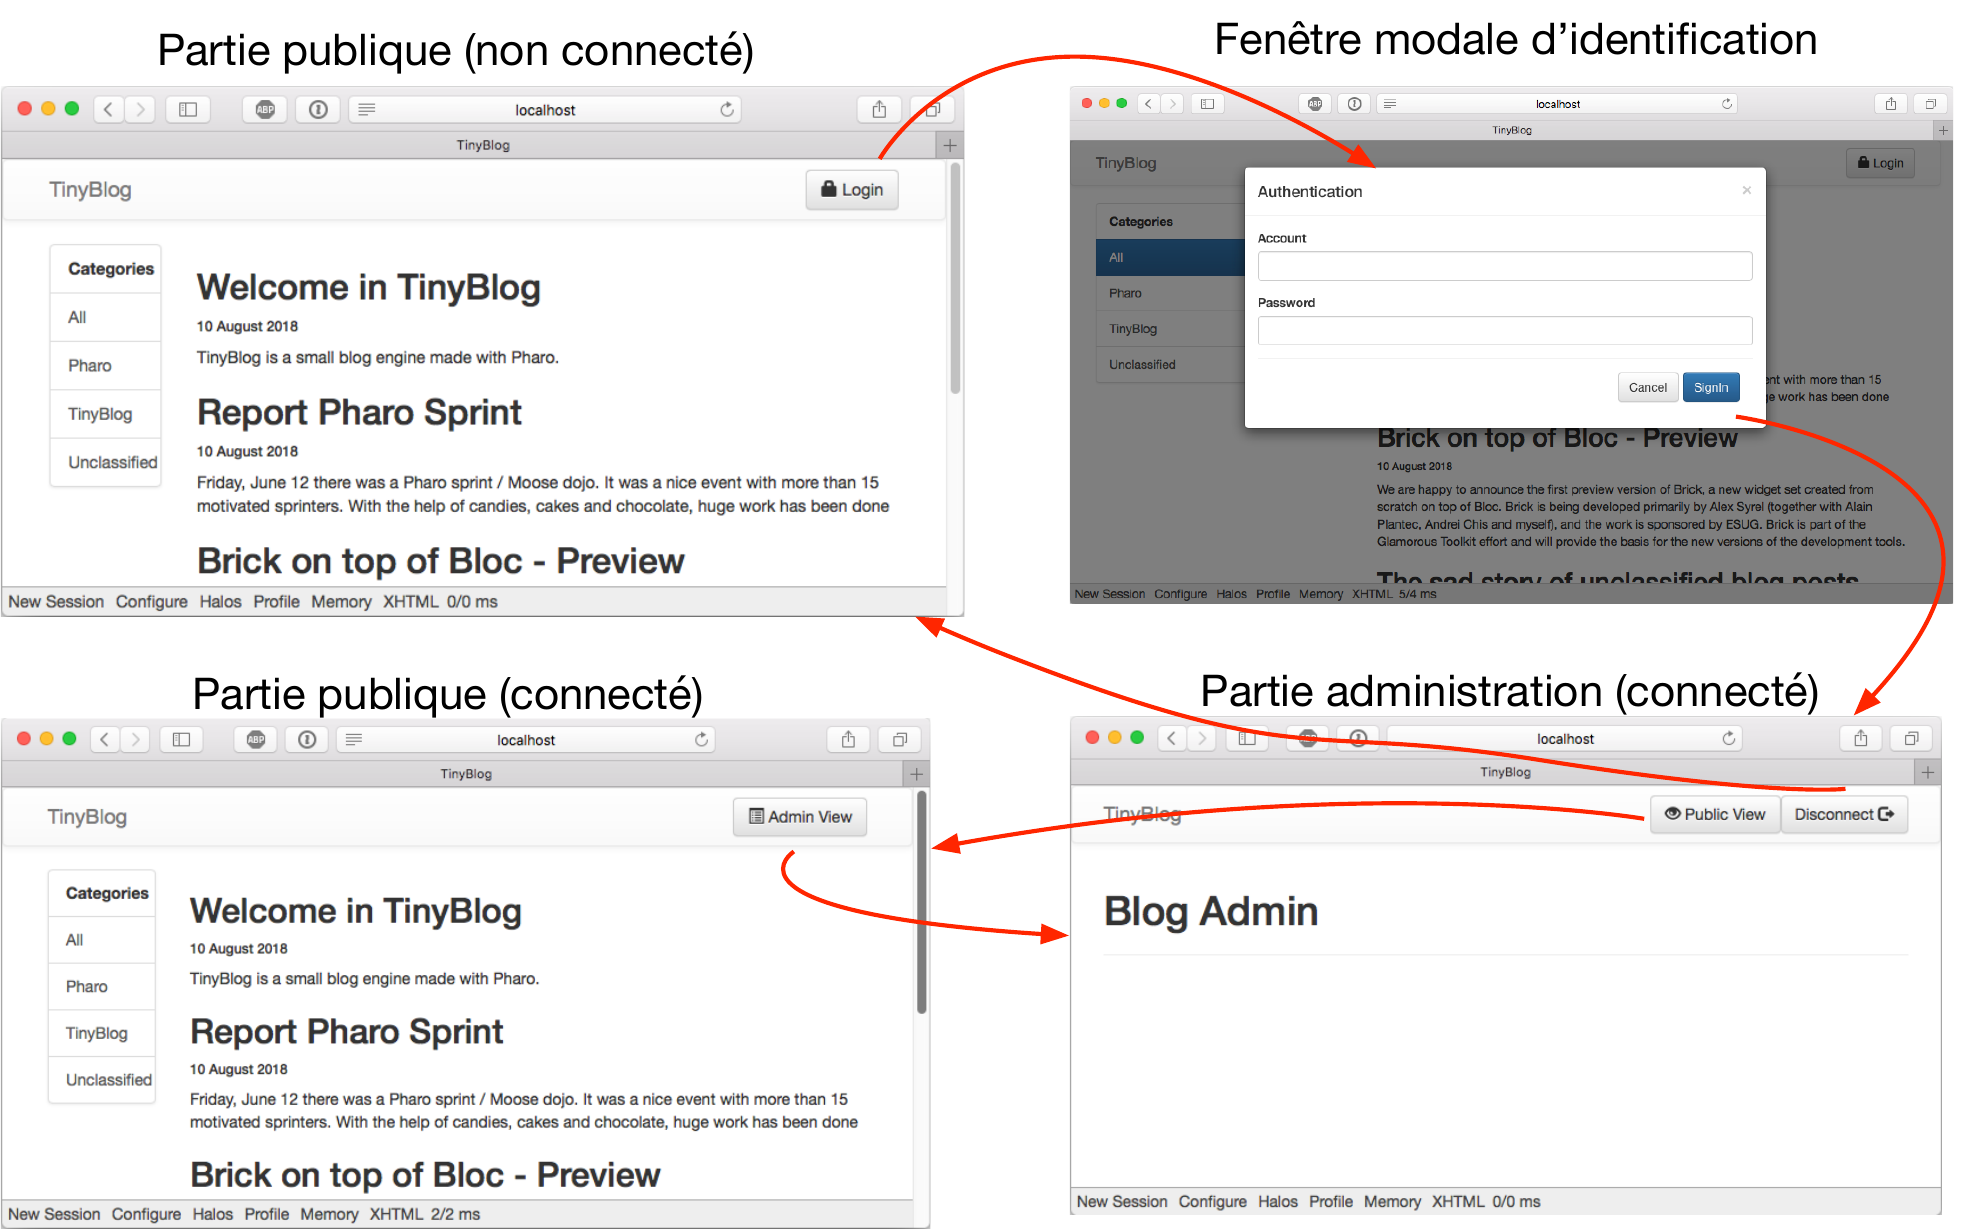 Partie publique (non connecté)
localhost
TinyBlog
TinyBlog
Login
Categories
All
Pharo
TinyBlog
Unclassified
Welcome in TinyBlog
10 August 2018
TinyBlog is a small blog engine made with Pharo.
Report Pharo Sprint
10 August 2018
Friday, June 12 there was a Pharo sprint / Moose dojo. It was a nice event with more than 15
motivated sprinters. With the help of candies, cakes and chocolate, huge work has been done
Brick on top of Bloc - Preview
New Session Configure Halos Profile Memory XHTML 0/0 ms
Fenêtre modale d’identification
ABP
localhost
TinyBlog
TinyBlog
Login
Categories
All
Pharo
TinyBlog
Unclassified
Authentication
×
Account
Password
Cancel
SignIn
ent with more than 15
ge work has been done
Brick on top of Bloc - Preview
10 August 2018
We are happy to announce the first preview version of Brick, a new widget set created from
scratch on top of Bloc. Brick is being developed primarily by Alex Syrel (together with Alain
Plantec, Andrei Chis and myself), and the work is sponsored by ESUG. Brick is part of the
Glamorous Toolkit effort and will provide the basis for the new versions of the development tools.
The sad story of unclassified blog posts
New Session Configure Halos Profile Memory XHTML 5/4 ms
Partie publique (connecté)
ABP
localhost
TinyBlog
TinyBlog
Admin View
Categories
All
Pharo
TinyBlog
Unclassified
Welcome in TinyBlog
10 August 2018
TinyBlog is a small blog engine made with Pharo.
Report Pharo Sprint
10 August 2018
Friday, June 12 there was a Pharo sprint / Moose dojo. It was a nice event with more than 15
motivated sprinters. With the help of candies, cakes and chocolate, huge work has been done
Brick on top of Bloc - Preview
New Session Configure Halos Profile Memory XHTML 2/2 ms
Partie administration (connecté)
localhost
TinyBlog
TinyBlog
Public View
Disconnect
Blog Admin
New Session Configure Halos Profile Memory XHTML 0/0 ms